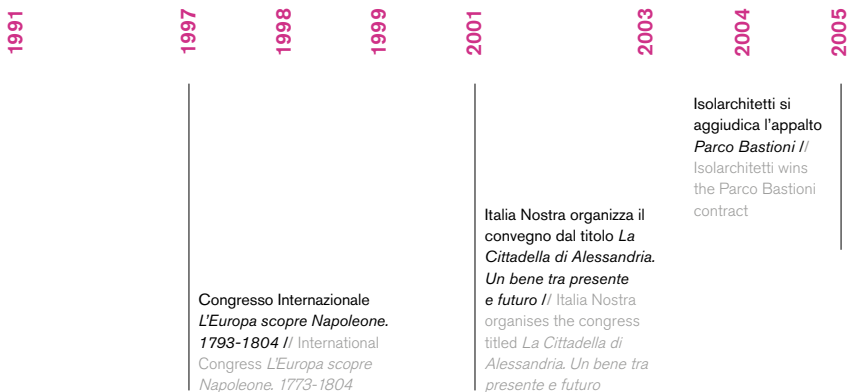 1991
1997
1998
1999
2001
2003
2004
2005
Isolarchitetti si
aggiudica l'appalto
Parco Bastioni //
Isolarchitetti wins
the Parco Bastioni
contract
Italia Nostra organizza il
convegno dal titolo La
Cittadella di Alessandria.
Un bene tra presente
e futuro // Italia Nostra
organises the congress
titled La Cittadella di
Alessandria. Un bene tra
presente e futuro
Congresso Internazionale
L'Europa scopre Napoleone.
1793-1804 // International
Congress L'Europa scopre
Napoleone. 1773-1804